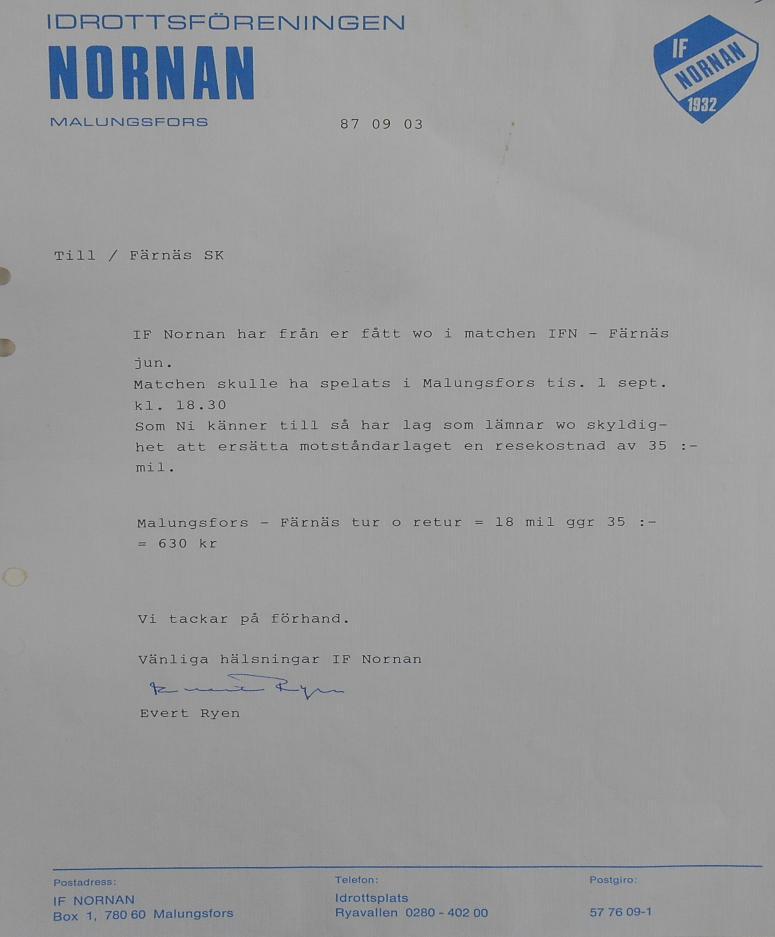 IDROTTSFÖRENINGEN
NORNAN
MALUNGSFORS
IF
NORNAN
1932
87 09 03
Till / Färnäs SK
IF Nornan har från er fått wo i matchen IFN - Färnäs
jun.
Matchen skulle ha spelats i Malungsfors tis. 1 sept.
kl. 18.30
Som Ni känner till så har lag som lämnar wo skyldig-
het att ersätta motståndarlaget en resekostnad av 35 :-
mil.
Malungsfors - Färnäs tur o retur = 18 mil ggr 35 :-
= 630 kr
Vi tackar på förhand.
Vänliga hälsningar IF Nornan
Evert Ryen
Evert Ryen
Postadress:
IF NORNAN
Box 1, 780 60 Malungsfors
Telefon:
Idrottsplats
Ryavallen 0280 - 402 00
Postgiro:
57 76 09-1